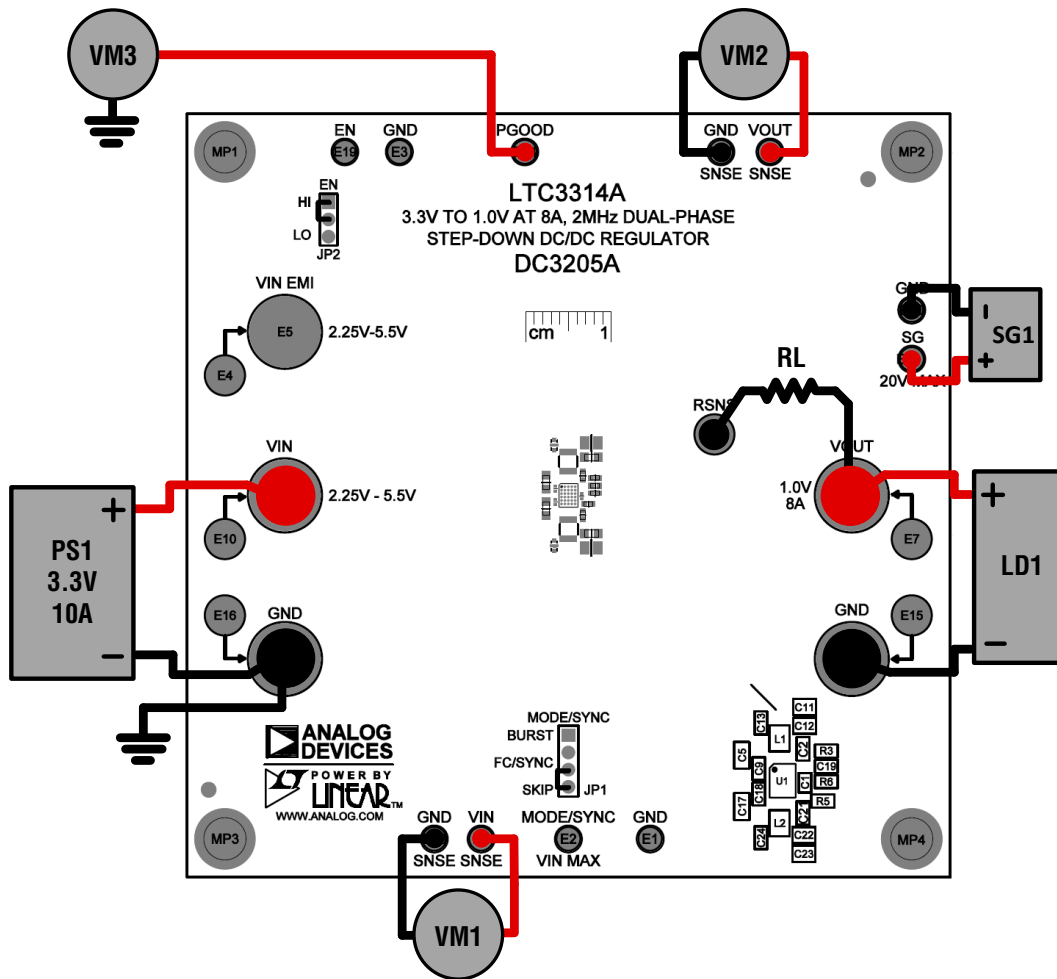 VM3
VM2
EN
GND
PGOOD
GND
VOUT
MP1
E19
E3
SNSE
SNSE
MP2
LTC3314A
3.3V TO 1.0V AT 8A, 2MHz DUAL-PHASE
STEP-DOWN DC/DC REGULATOR
DC3205A
EN
HI
LO
JP2
VIN EMI
E5
2.25V-5.5V
E4
cm 1
GND
SG
20V MAX
SG1
RL
RSNS
VIN
2.25V - 5.5V
E10
VOUT
1.0V
8A
E7
PS1
3.3V
10A
LD1
E16
GND
GND
E15
ANALOG
DEVICES
POWER BY
LINEAR™
WWW.ANALOG.COM
MODE/SYNC
BURST
FC/SYNC
SKIP
JP1
C11
C13
C12
L1
C5
C2
R3
C9
C19
U1
C1
R6
C18
C17
R5
C21
L2
C24
C22
C23
MP3
GND
SNSE
VIN
SNSE
MODE/SYNC
E2
VIN MAX
GND
E1
MP4
VM1